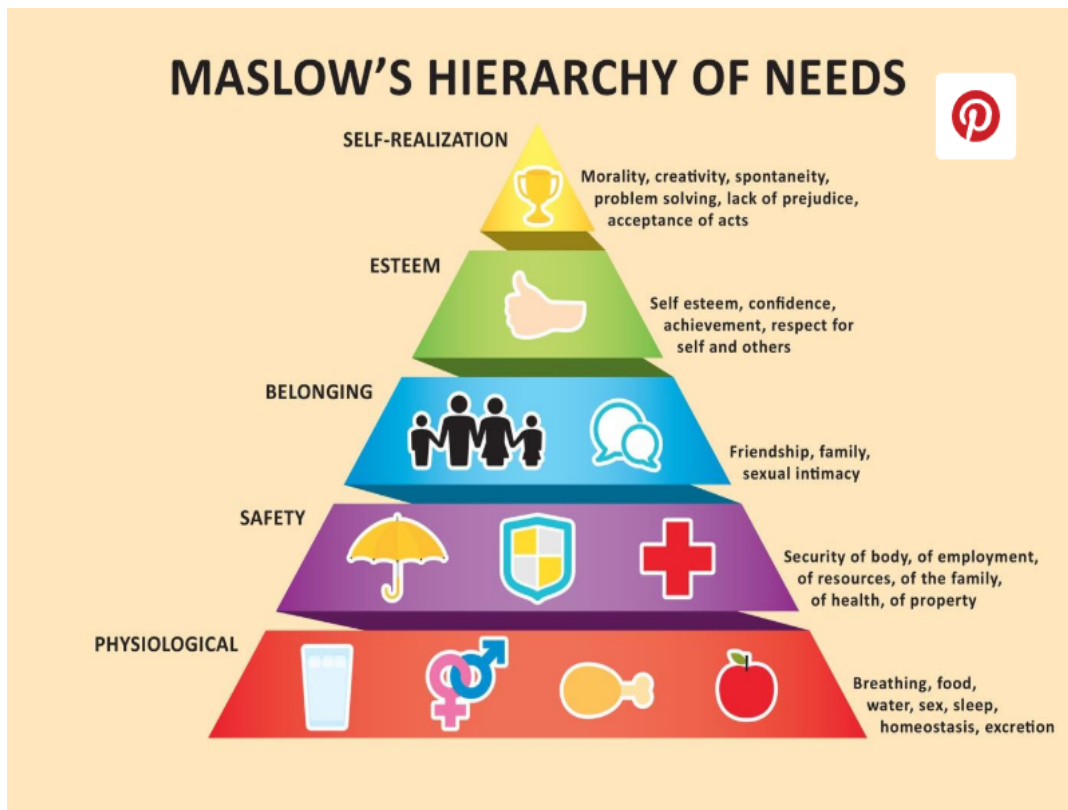 MASLOW'S HIERARCHY OF NEEDS
SELF-REALIZATION
Morality, creativity, spontaneity,
problem solving, lack of prejudice,
acceptance of acts
ESTEEM
Self esteem, confidence,
achievement, respect for
self and others
BELONGING
Friendship, family,
sexual intimacy
SAFETY
Security of body, of employment,
of resources, of the family,
of health, of property
PHYSIOLOGICAL
Breathing, food,
water, sex, sleep,
homeostasis, excretion